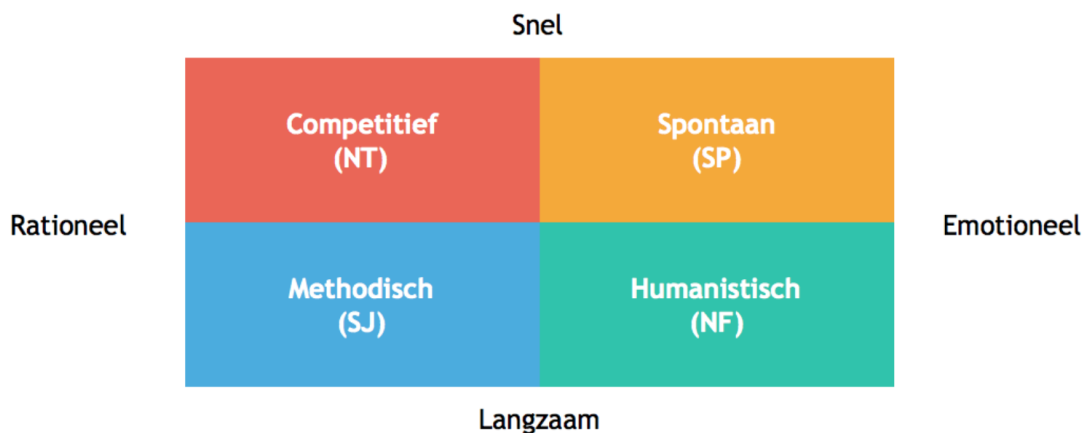 Snel
Competitief
(NT)
Spontaan
(SP)
Rationeel
Emotioneel
Methodisch
(SJ)
Humanistisch
(NF)
Langzaam